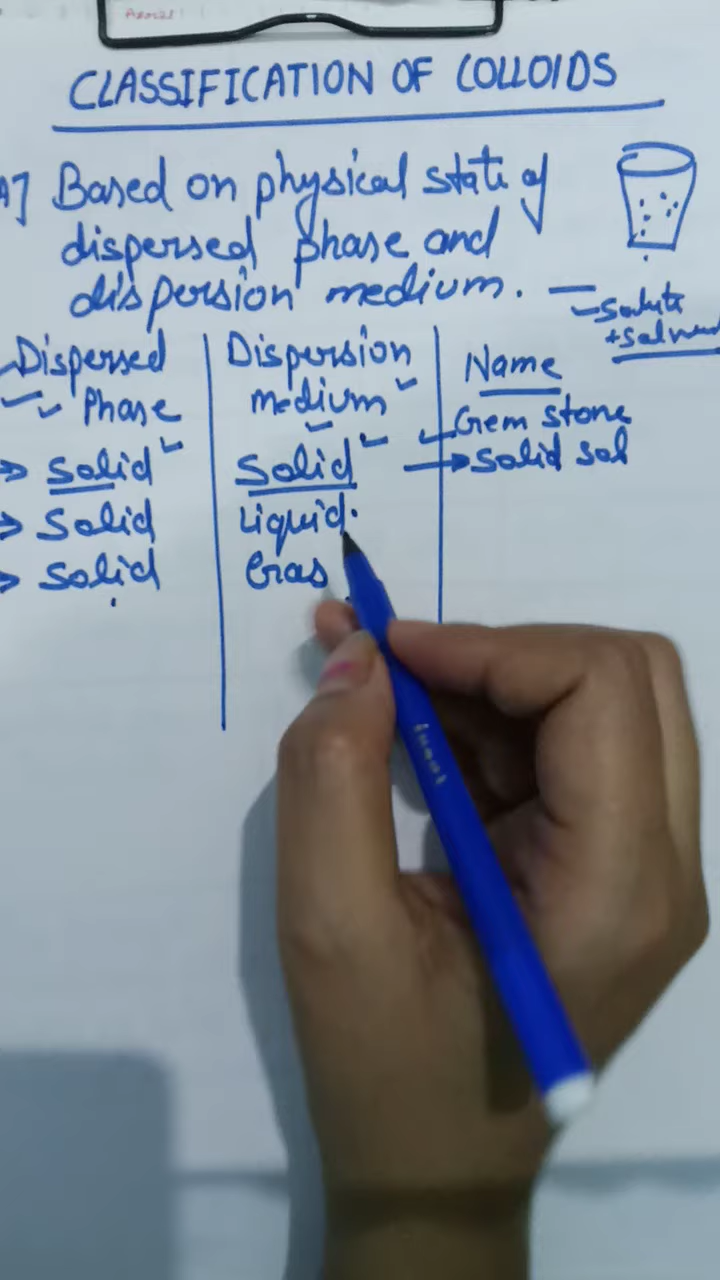 CLASSIFICATION OF COLLOIDS
A] Based on physical state of
dispersed phase and
dispersion medium.
Solute
+ Solvent
Dispersed Phase
Dispersion medium
Name
Gem stone
Solid Solid Solid sol
Solid Liquid
Solid Gas